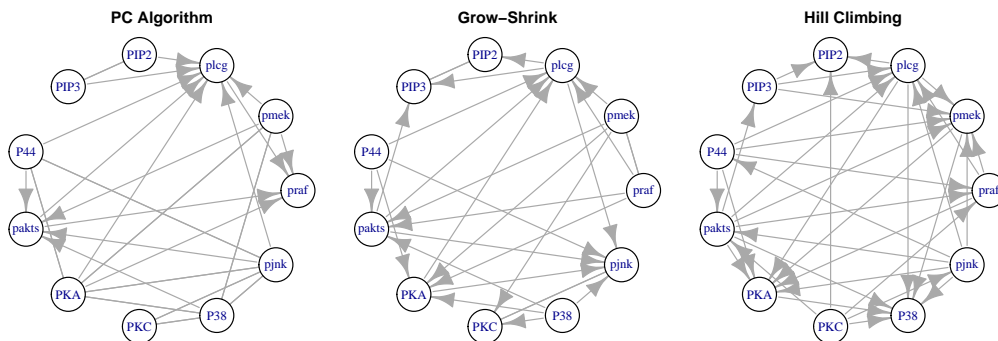 PC Algorithm
PIP2
plcg
PIP3
pmek
P44
praf
pakts
pjnk
PKA
P38
PKC
Grow−Shrink
PIP2
plcg
PIP3
pmek
P44
praf
pakts
pjnk
PKA
P38
PKC
Hill Climbing
PIP2
plcg
PIP3
pmek
P44
praf
pakts
pjnk
PKA
P38
PKC